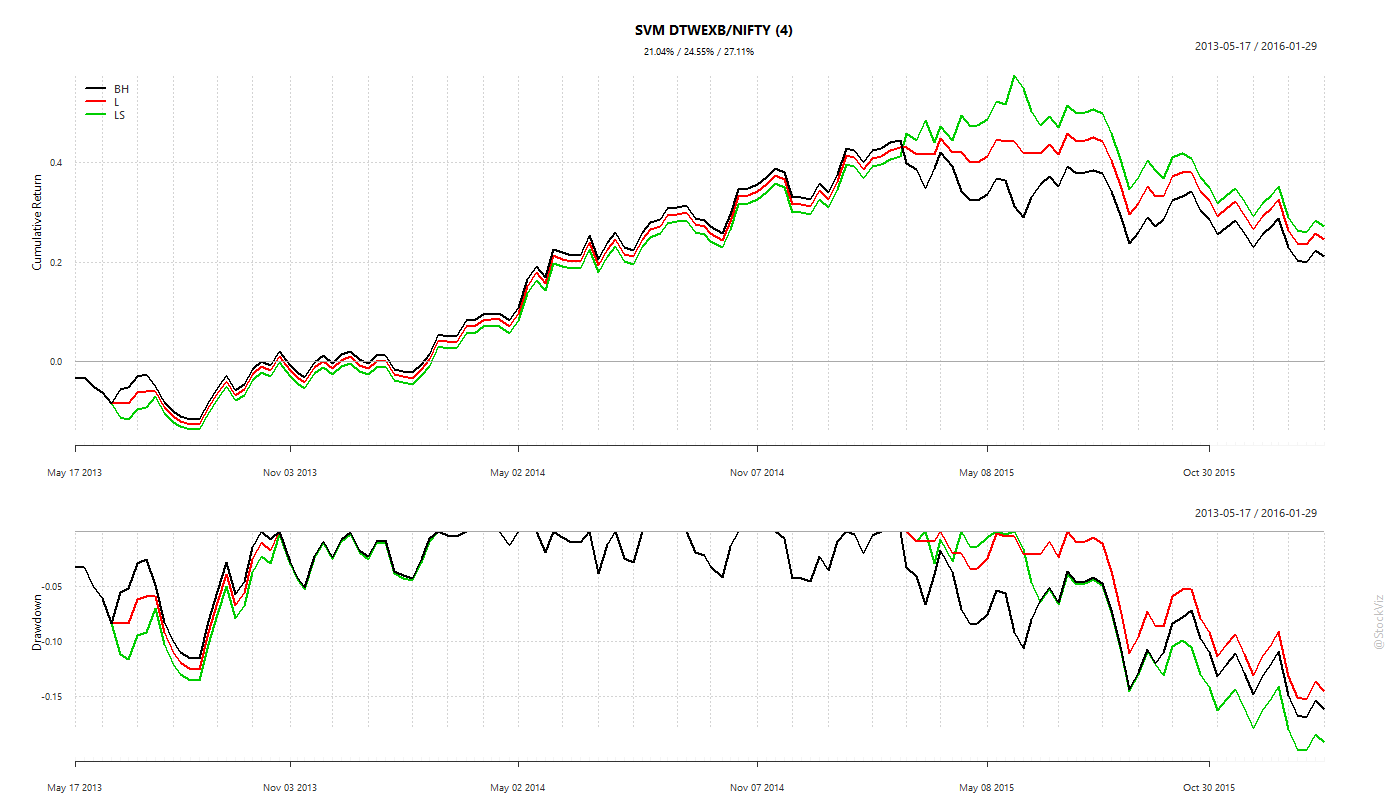 SVM DTWEXB/NIFTY (4)
21.04% / 24.55% / 27.11%
2013-05-17 / 2016-01-29
BH
L
LS
Cumulative Return
0.4
0.2
0.0
May 17 2013
Nov 03 2013
May 02 2014
Nov 07 2014
May 08 2015
Oct 30 2015
2013-05-17 / 2016-01-29
Drawdown
-0.05
-0.10
-0.15
May 17 2013
Nov 03 2013
May 02 2014
Nov 07 2014
May 08 2015
Oct 30 2015
@StockViz